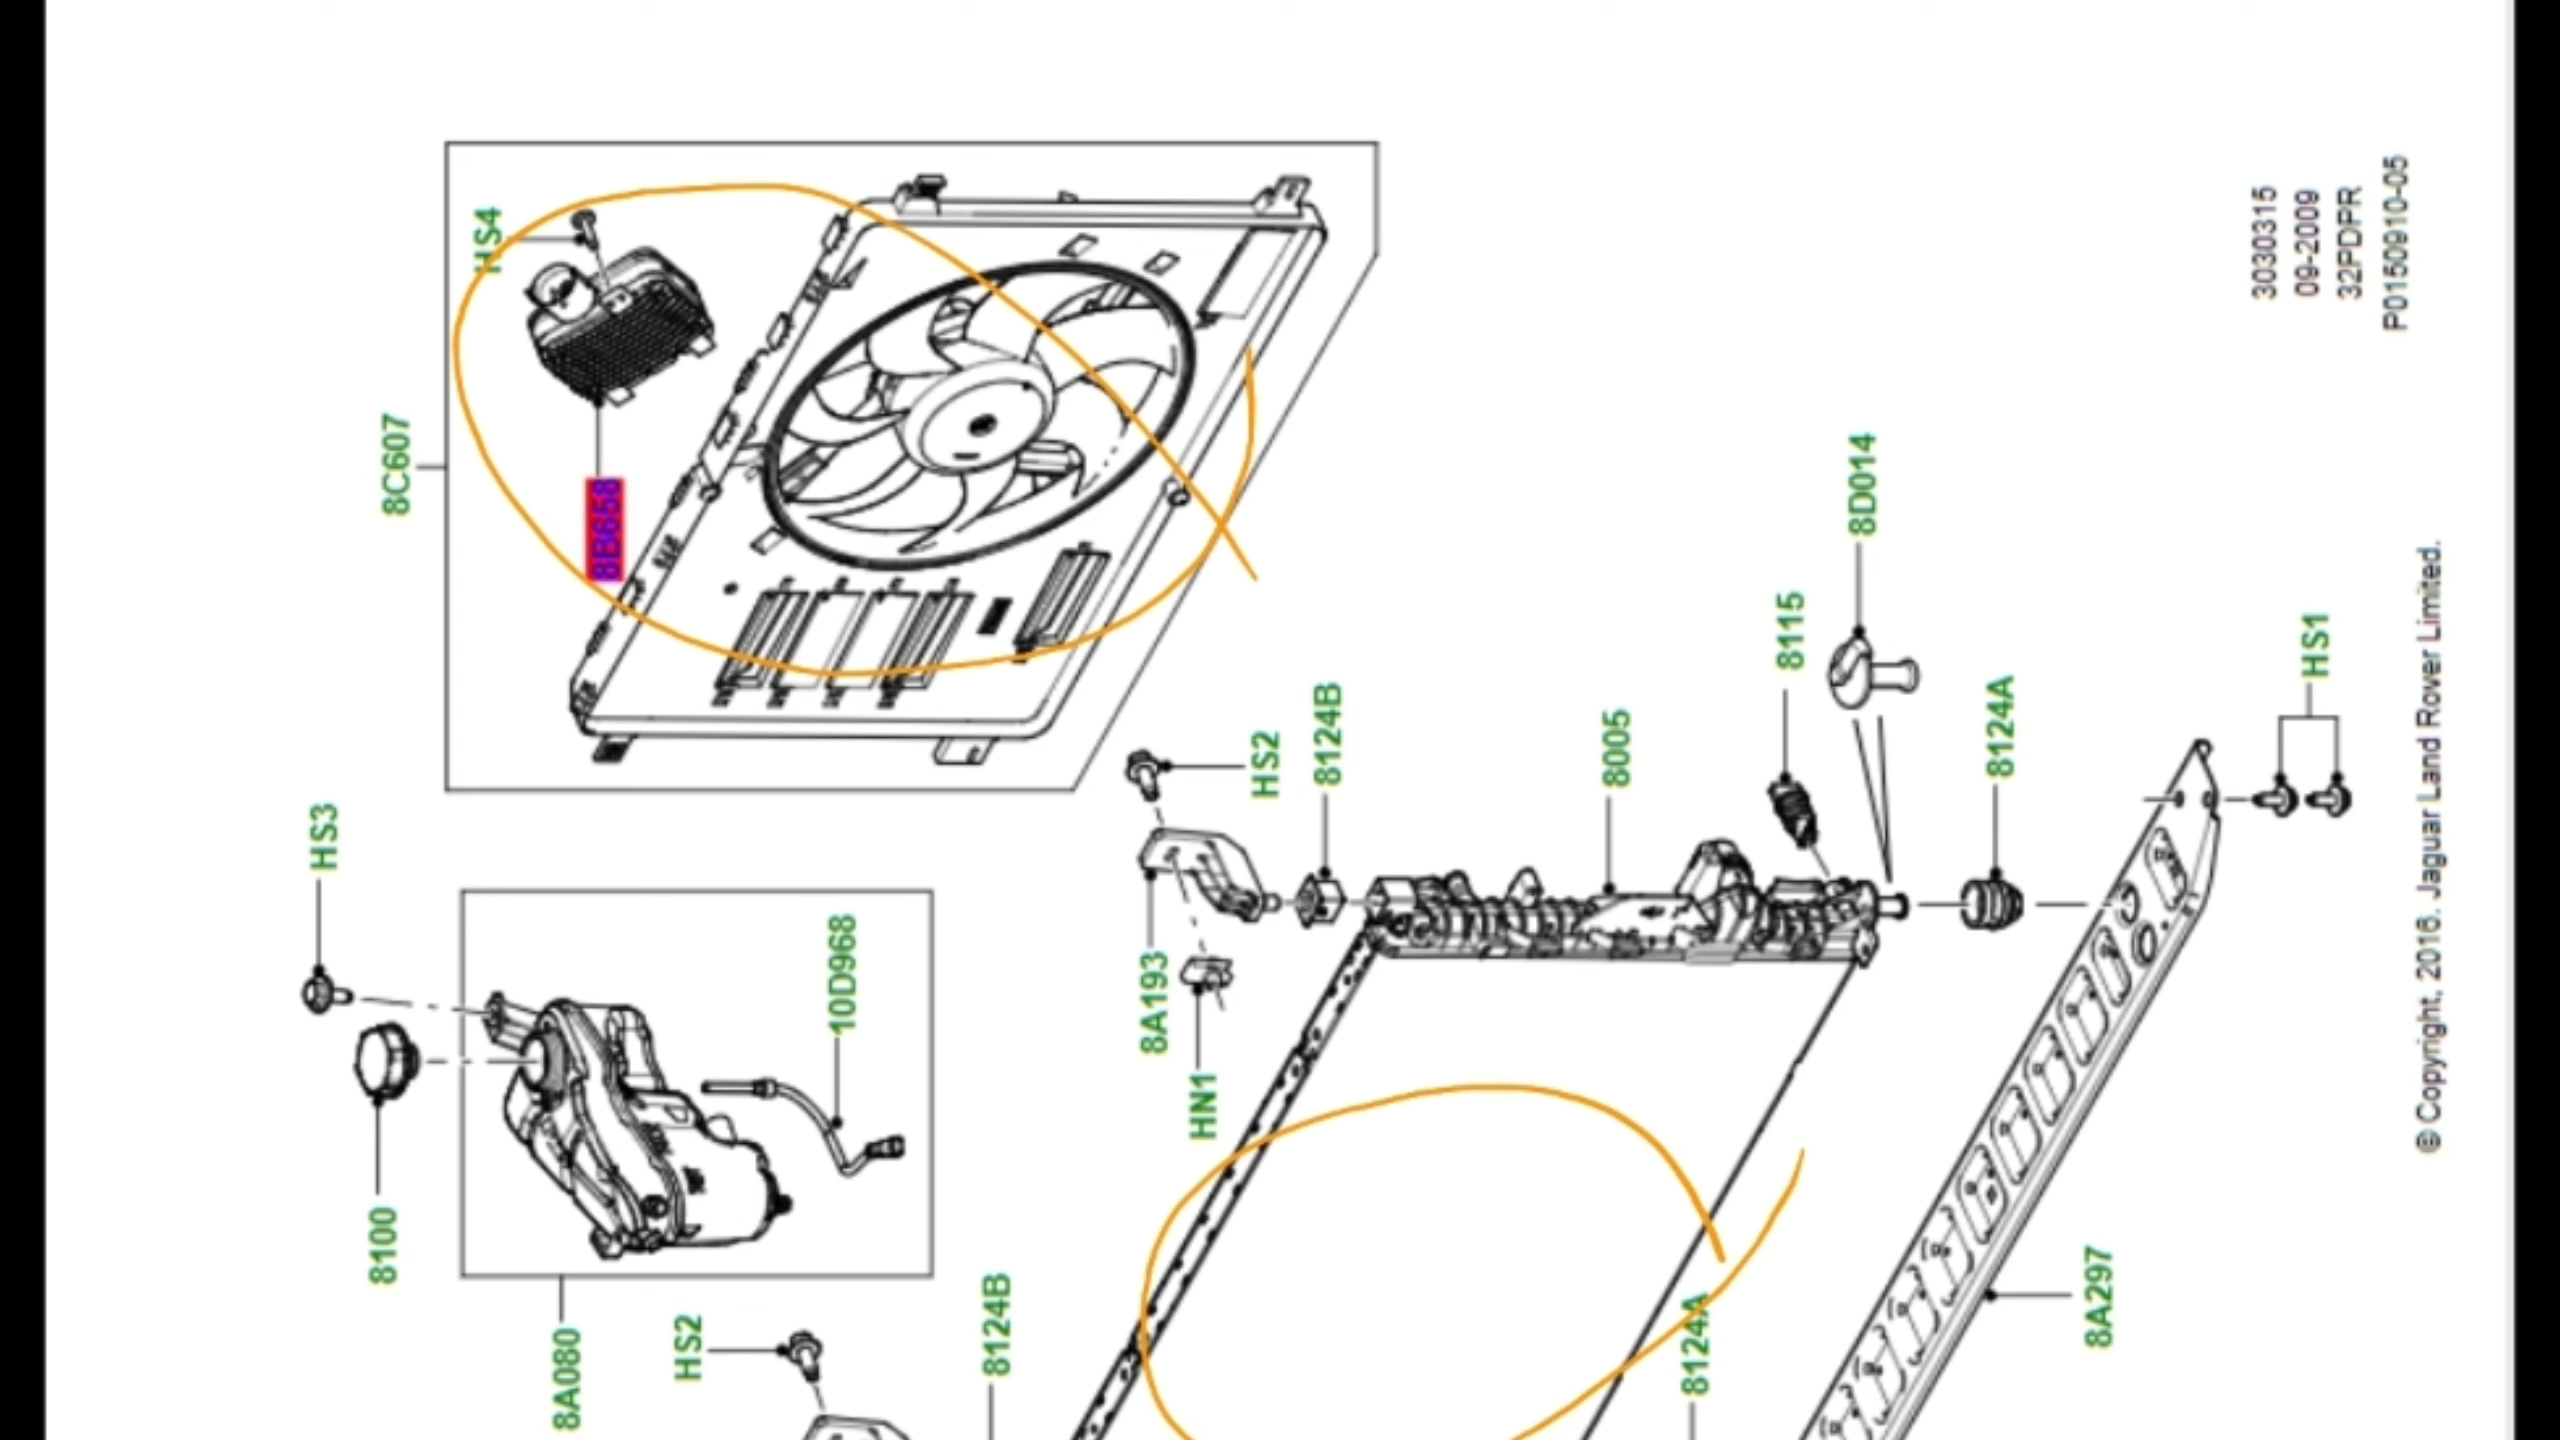 HS4
8C607
8B658
HS3
8100
8A080
10D968
HS2
8124B
HS2
8124B
8A193
HN1
8005
8115
8D014
8124A
8124A
HS1
8A297
3030315
09-2009
32PDPR
P0150910-05
© Copyright, 2016. Jaguar Land Rover Limited.